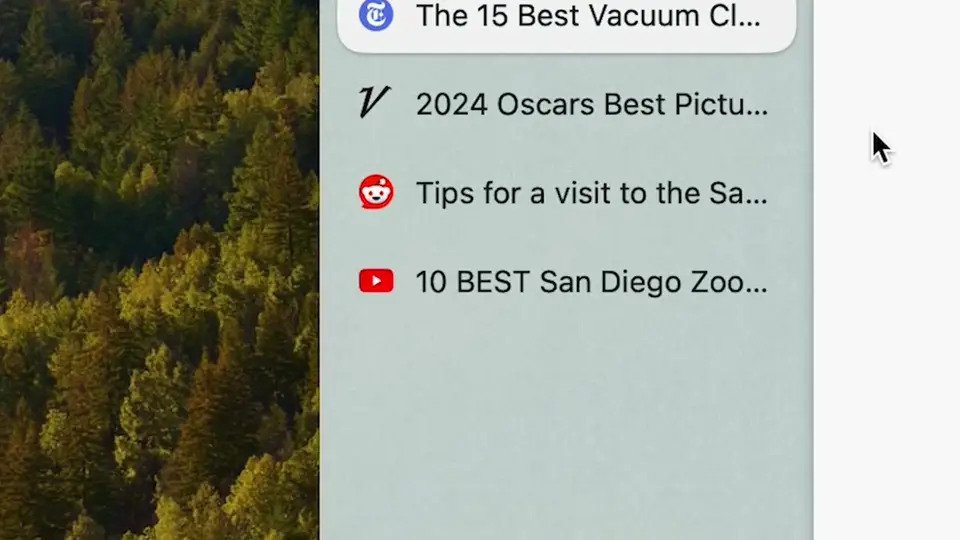 The 15 Best Vacuum Cl...
2024 Oscars Best Pictu...
Tips for a visit to the Sa...
10 BEST San Diego Zoo...